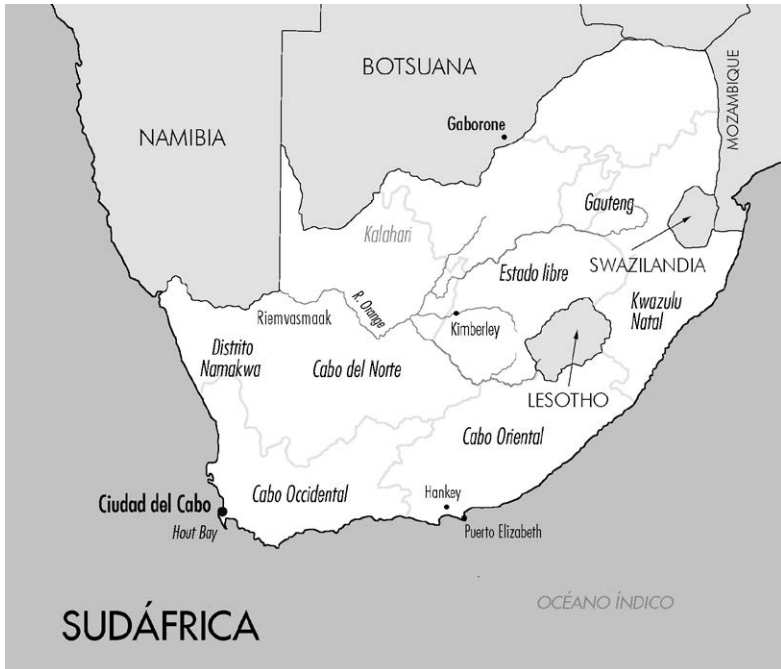 BOTSUANA
MOZAMBIQUE
NAMIBIA
Gaborone
Gauteng
Kalahari
SWAZILANDIA
Estado libre
Kwazulu
Natal
R. Orange
Riemvasmaak
Kimberley
Distrito
Namakwa
Cabo del Norte
LESOTHO
Cabo Oriental
Cabo Occidental
Hankey
Ciudad del Cabo
Hout Bay
Puerto Elizabeth
OCÉANO ÍNDICO
SUDÁFRICA